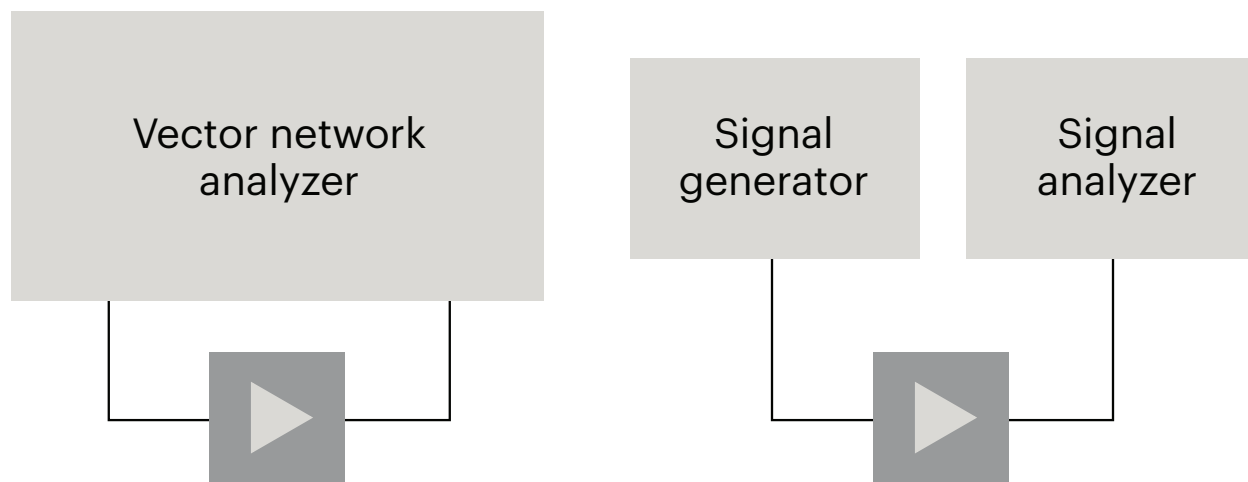 Vector network
analyzer
Signal
generator
Signal
analyzer